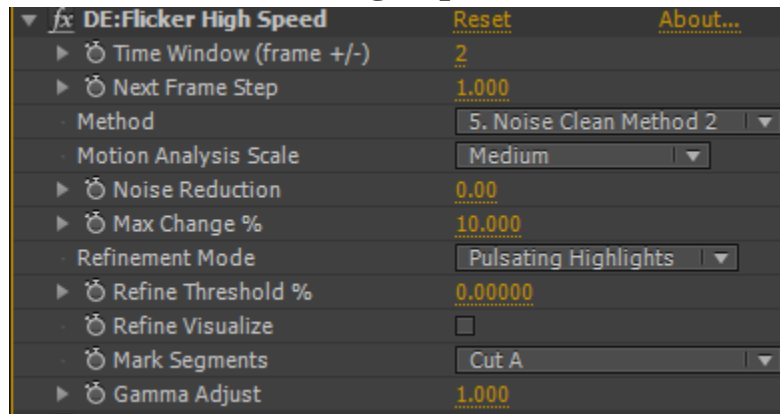 fx DE:Flicker High Speed Reset About...
Time Window (frame +/-) 2
Next Frame Step 1.000
Method 5. Noise Clean Method 2
Motion Analysis Scale Medium
Noise Reduction 0.00
Max Change % 10.000
Refinement Mode Pulsating Highlights
Refine Threshold % 0.00000
Refine Visualize
Mark Segments Cut A
Gamma Adjust 1.000